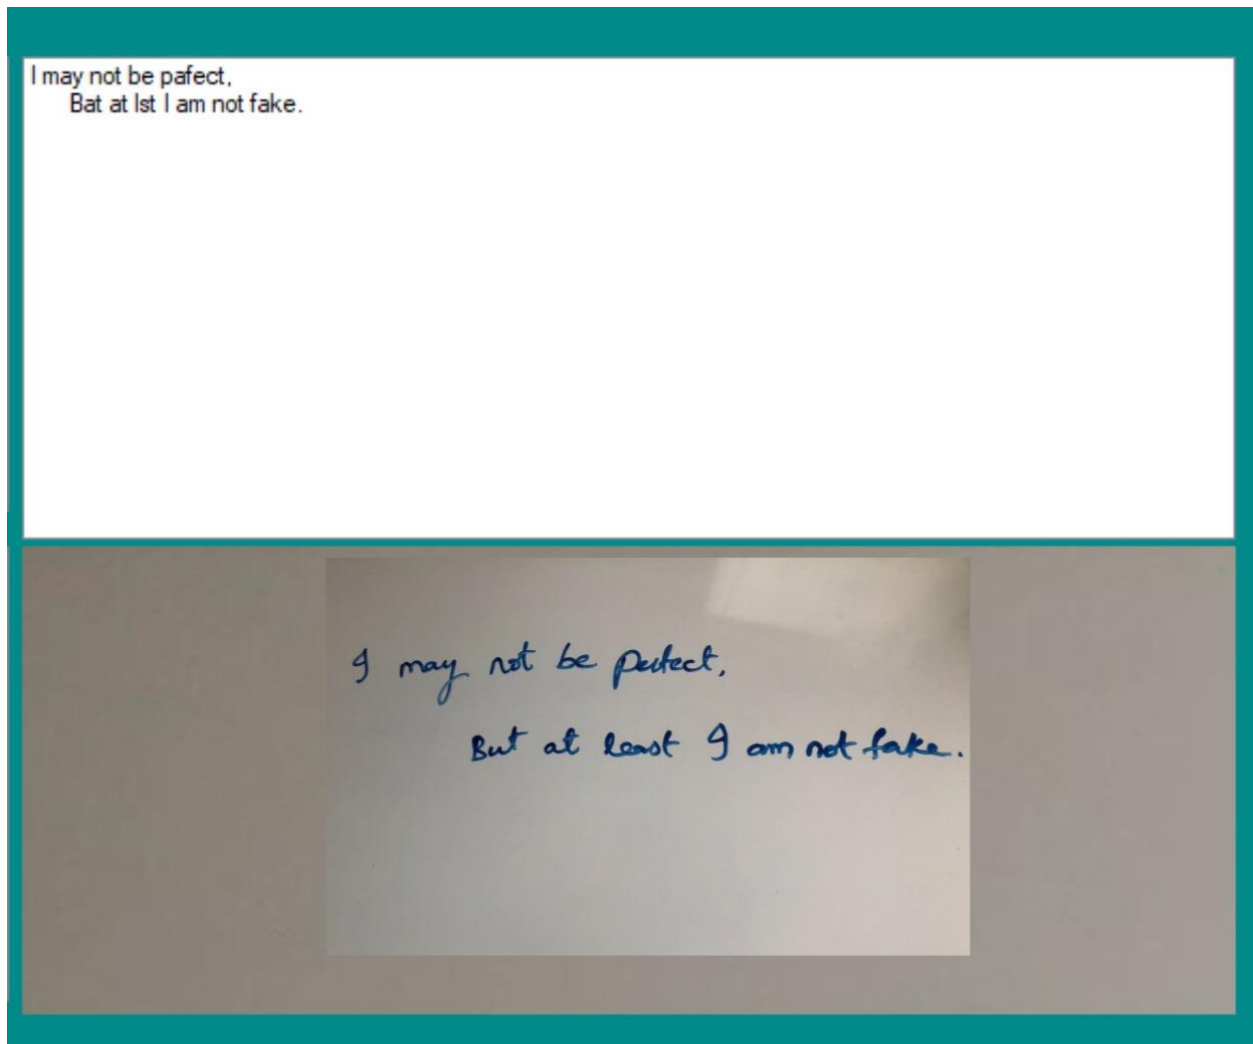 I may not be pafect,
Bat at lst I am not fake.
I may not be perfect,
But at least I am not fake.